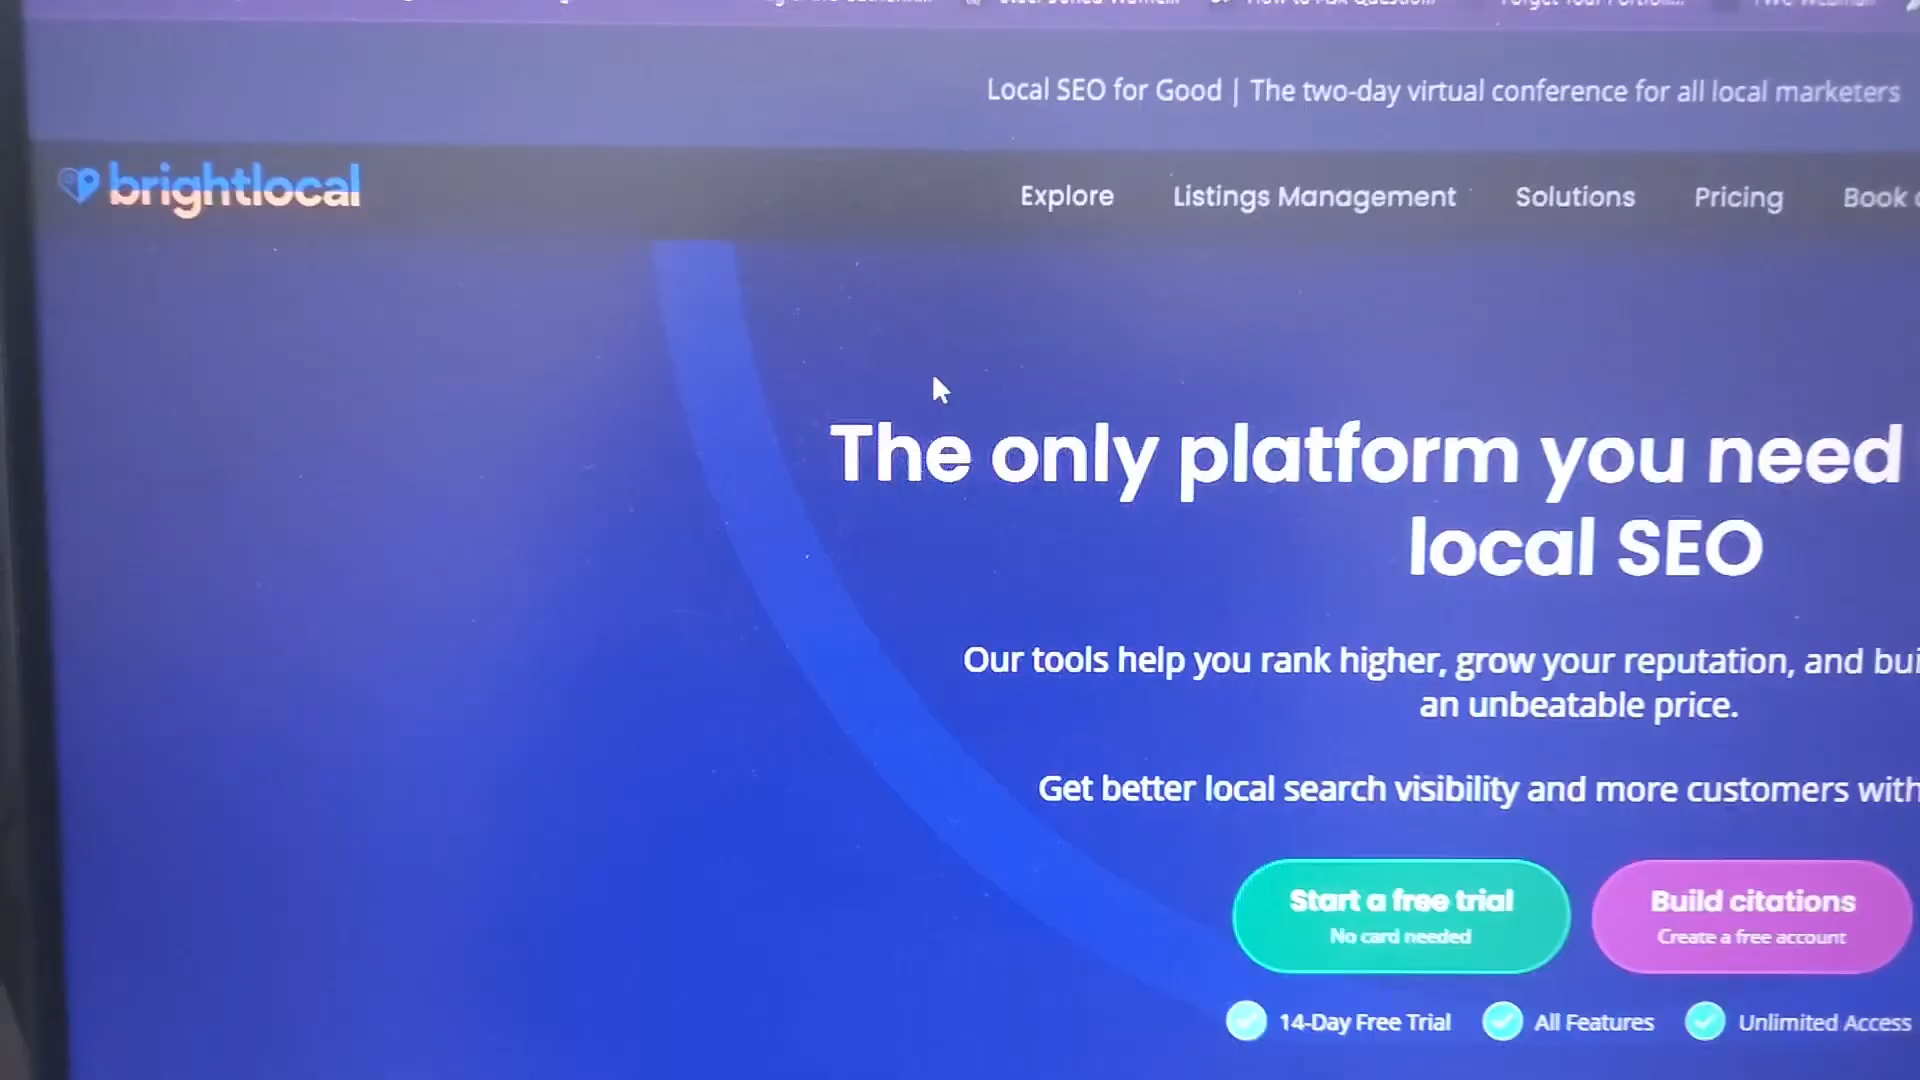 Local SEO for Good | The two-day virtual conference for all local marketers
brightlocal
Explore Listings Management Solutions Pricing Book
The only platform you need
local SEO
Our tools help you rank higher, grow your reputation, and
an unbeatable price.
Get better local search visibility and more customers with
Start a free trial
No card needed
Build citations
Create a free account
14-Day Free Trial All Features Unlimited Access